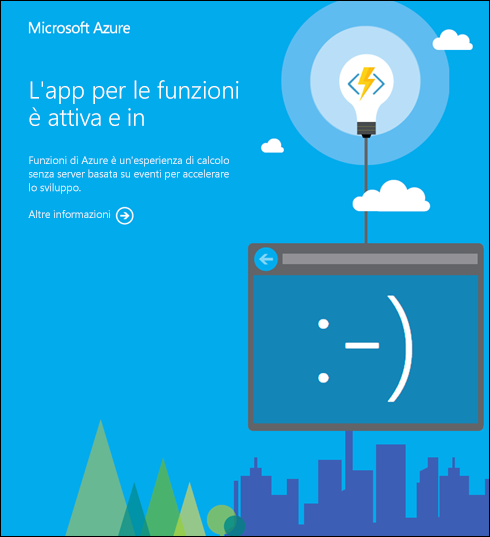 Microsoft Azure
L'app per le funzioni
è attiva e in
Funzioni di Azure è un'esperienza di calcolo
senza server basata su eventi per accelerare
lo sviluppo.
Altre informazioni
:-)